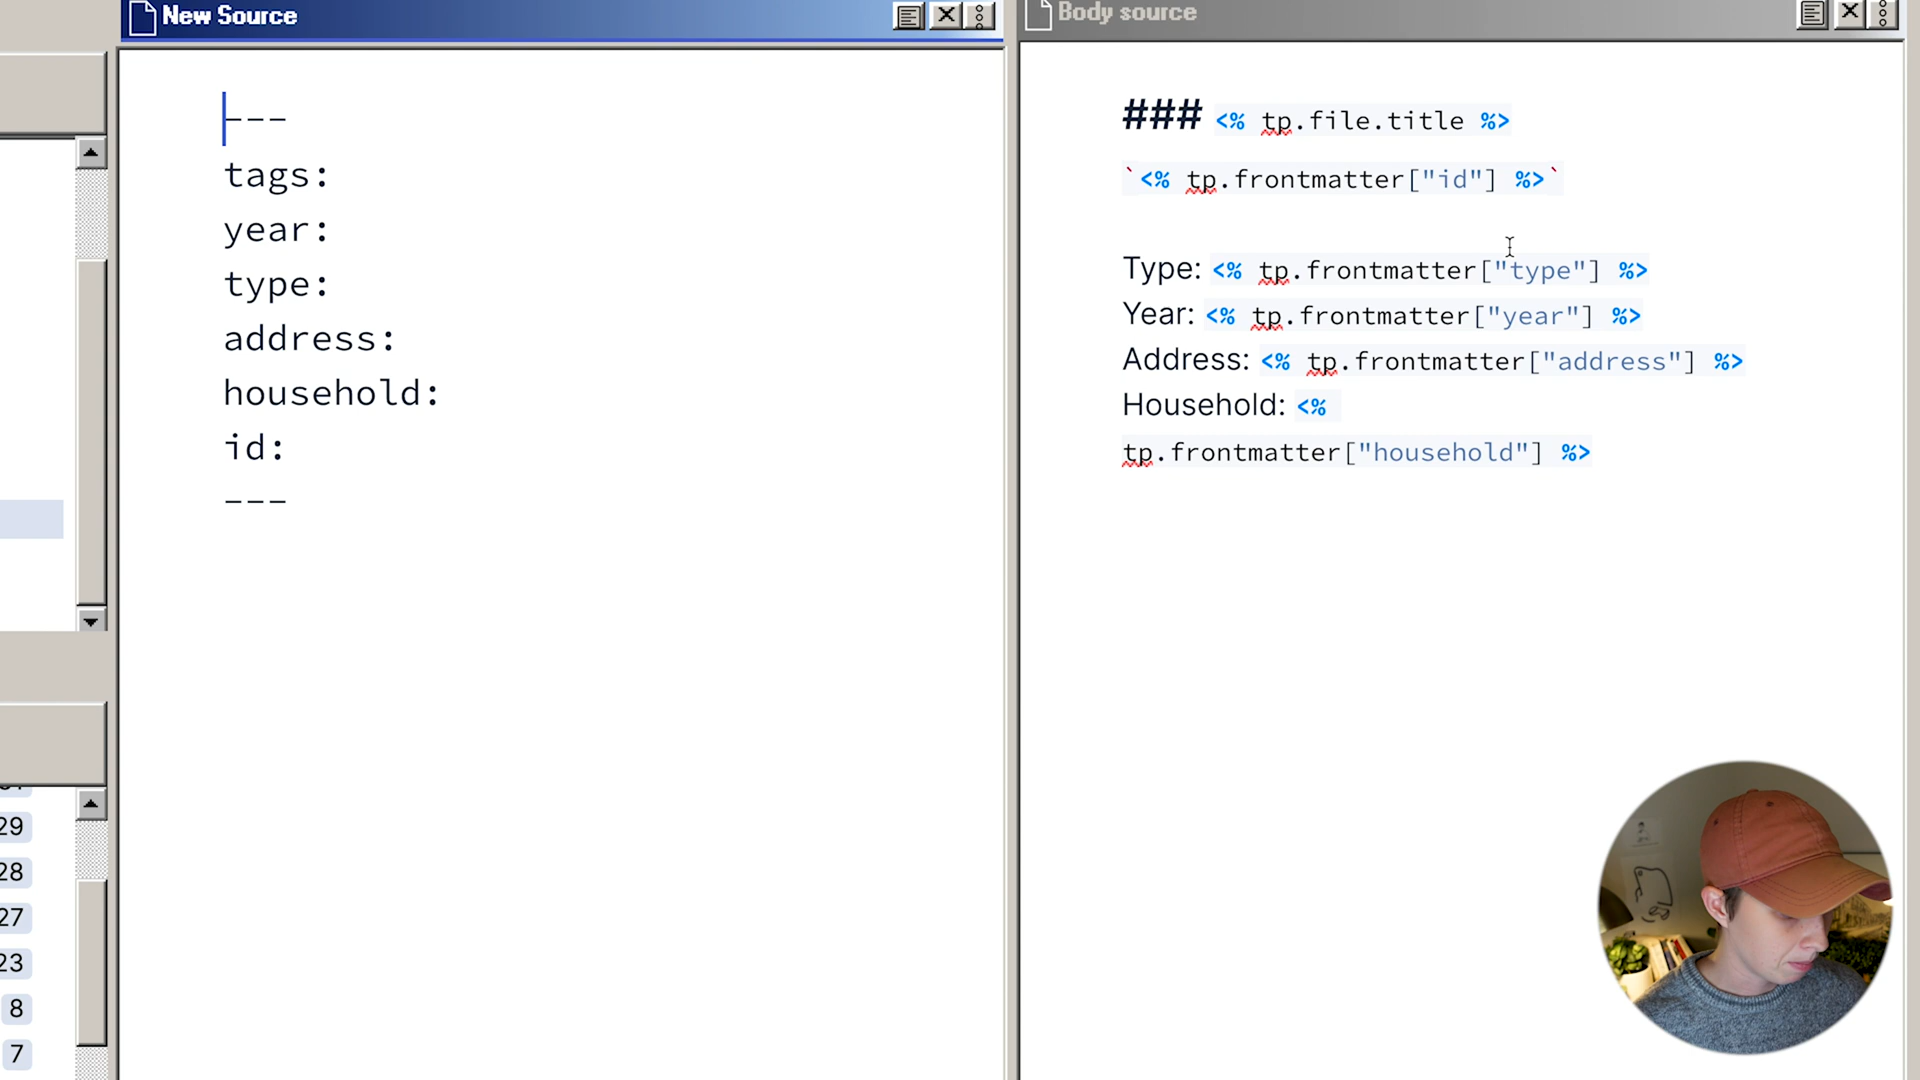 New Source
---
tags:
year:
type:
address:
household:
id:
---
Body source
### <% tp.file.title %>
`<% tp.frontmatter["id"] %>`
Type: <% tp.frontmatter["type"] %>
Year: <% tp.frontmatter["year"] %>
Address: <% tp.frontmatter["address"] %>
Household: <%
tp.frontmatter["household"] %>
29
28
27
23
8
7